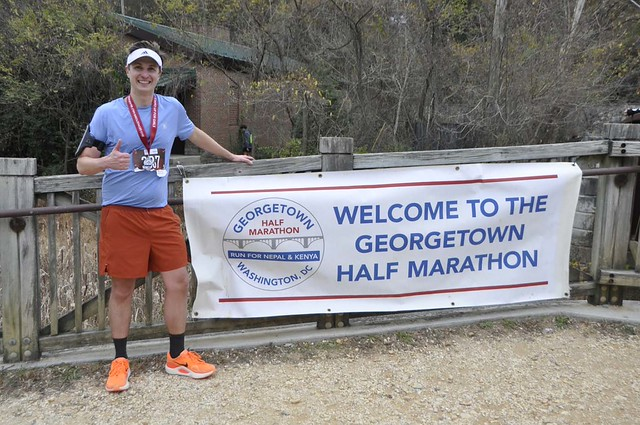 GEORGETOWN
HALF
MARATHON
RUN FOR NEPAL & KENYA
WASHINGTON, DC
WELCOME TO THE
GEORGETOWN
HALF MARATHON